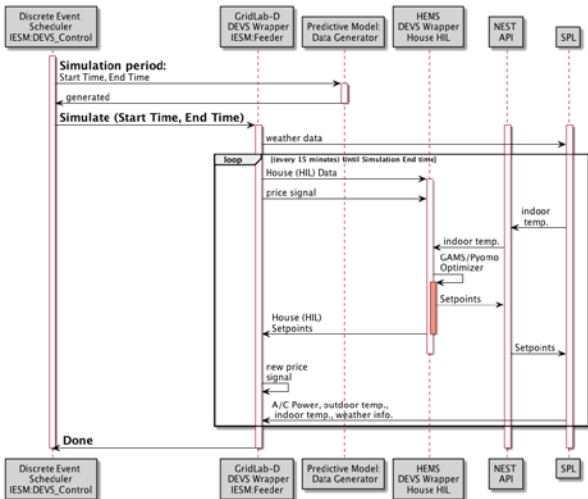 Discrete Event
Scheduler
IESM:DEVS_Control
GridLab-D
DEVS Wrapper
IESM:Feeder
Predictive Model:
Data Generator
HEMS
DEVS Wrapper
House HIL
NEST
API
SPL
Simulation period:
Start Time, End Time
generated
Simulate (Start Time, End Time)
weather data
loop
[(every 15 minutes) Until Simulation End time]
House (HIL) Data
price signal
indoor
temp.
indoor temp.
GAMS/Pyomo
Optimizer
Setpoints
House (HIL)
Setpoints
Setpoints
new price
signal
A/C Power, outdoor temp.,
indoor temp., weather info.
Done
Discrete Event
Scheduler
IESM:DEVS_Control
GridLab-D
DEVS Wrapper
IESM:Feeder
Predictive Model:
Data Generator
HEMS
DEVS Wrapper
House HIL
NEST
API
SPL